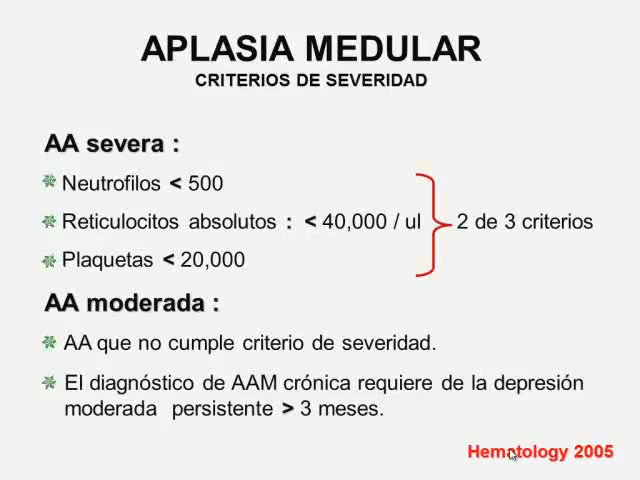 APLASIA MEDULAR
CRITERIOS DE SEVERIDAD
AA severa :
Neutrofilos < 500
Reticulocitos absolutos : < 40,000 / ul
2 de 3 criterios
Plaquetas < 20,000
AA moderada :
AA que no cumple criterio de severidad.
El diagnóstico de AAM crónica requiere de la depresión
moderada persistente > 3 meses.
Hematology 2005